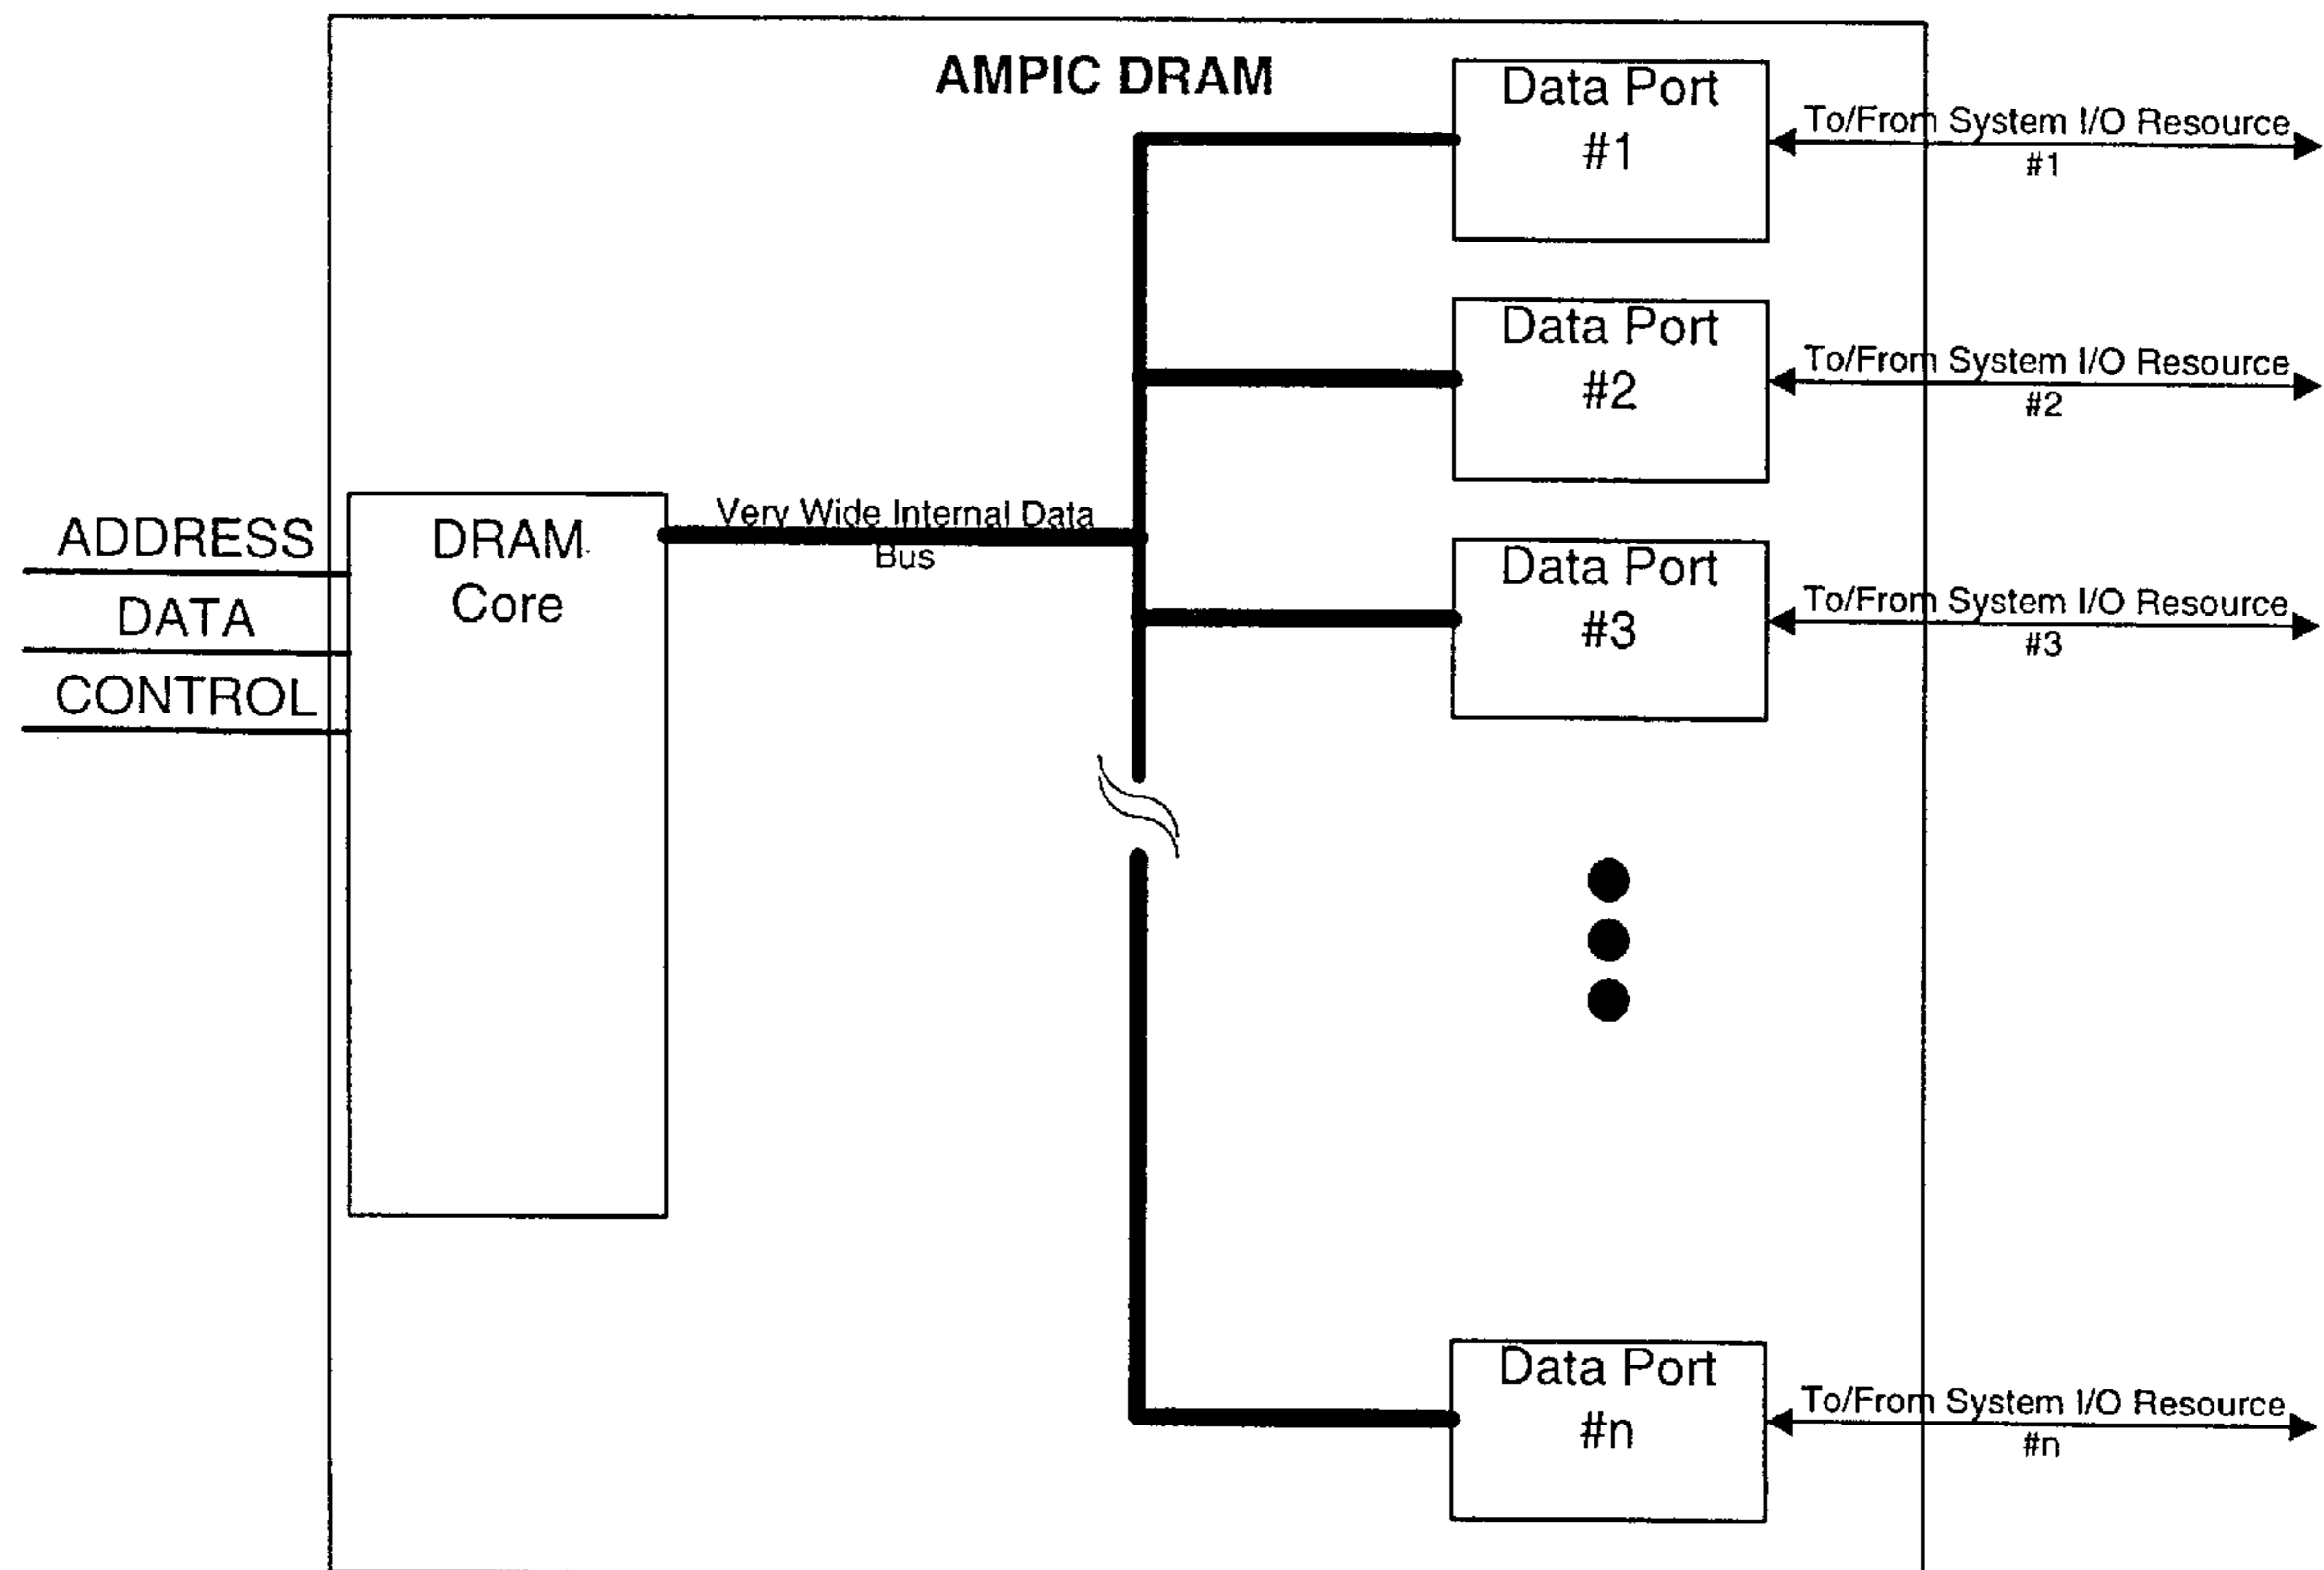 AMPIC DRAM
Data Port
#1
To/From System I/O Resource
#1
Data Port
#2
To/From System I/O Resource
#2
ADDRESS
DATA
CONTROL
DRAM
Core
Very Wide Internal Data
Bus
Data Port
#3
To/From System I/O Resource
#3
Data Port
#n
To/From System I/O Resource
#n